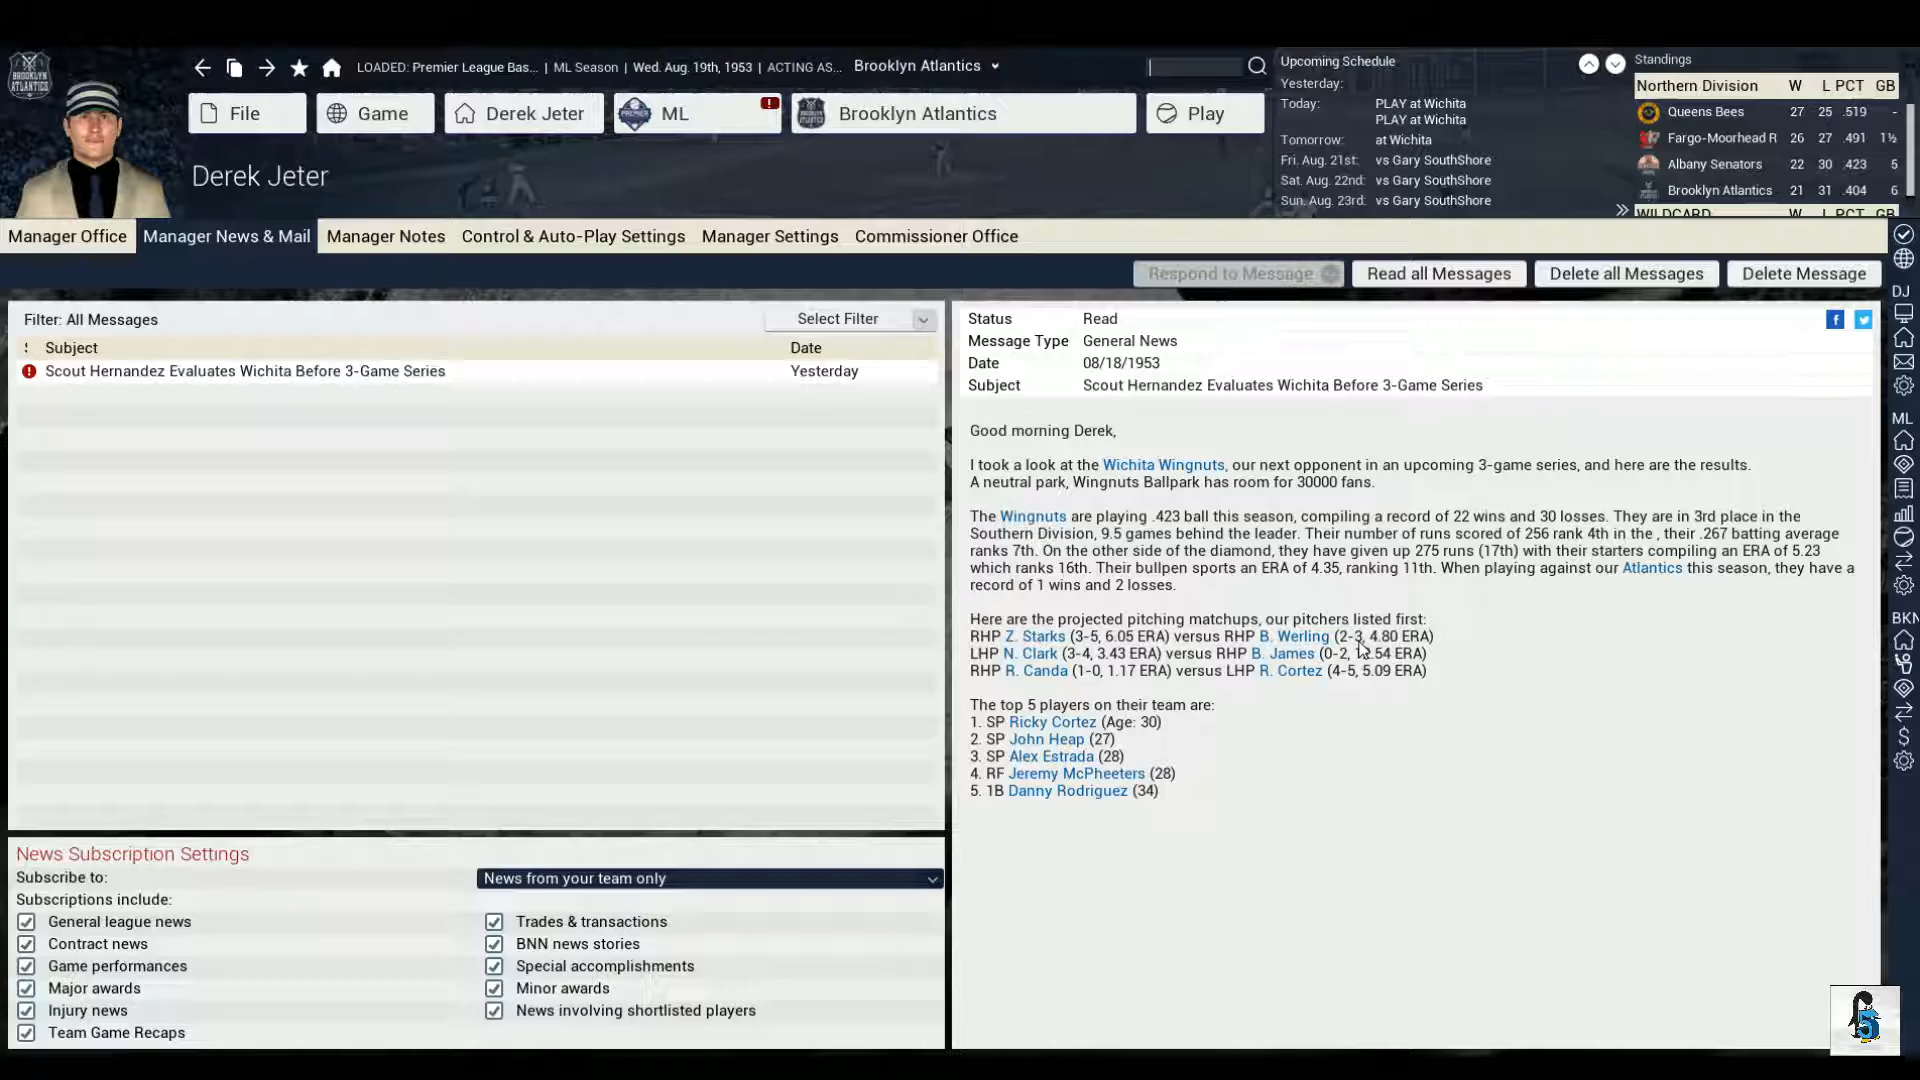 LOADED: Premier League Bas... | ML Season | Wed. Aug. 19th, 1953 | ACTING AS... Brooklyn Atlantics
File Game Derek Jeter ML Brooklyn Atlantics Play
Derek Jeter
Upcoming Schedule
Yesterday:
Today: PLAY at Wichita
PLAY at Wichita
Tomorrow: at Wichita
Fri. Aug. 21st: vs Gary SouthShore
Sat. Aug. 22nd: vs Gary SouthShore
Sun. Aug. 23rd: vs Gary SouthShore
Standings
Northern Division W L PCT GB
Queens Bees 27 25 .519 -
Fargo-Moorhead R 26 27 .491 1½
Albany Senators 22 30 .423 5
Brooklyn Atlantics 21 31 .404 6
WILDCARD W L PCT GB
Manager Office Manager News & Mail Manager Notes Control & Auto-Play Settings Manager Settings Commissioner Office
Respond to Message Read all Messages Delete all Messages Delete Message
Filter: All Messages Select Filter
Subject Date
Scout Hernandez Evaluates Wichita Before 3-Game Series Yesterday
Status Read
Message Type General News
Date 08/18/1953
Subject Scout Hernandez Evaluates Wichita Before 3-Game Series
Good morning Derek,
I took a look at the Wichita Wingnuts, our next opponent in an upcoming 3-game series, and here are the results.
A neutral park, Wingnuts Ballpark has room for 30000 fans.
The Wingnuts are playing .423 ball this season, compiling a record of 22 wins and 30 losses. They are in 3rd place in the
Southern Division, 9.5 games behind the leader. Their number of runs scored of 256 rank 4th in the , their .267 batting average
ranks 7th. On the other side of the diamond, they have given up 275 runs (17th) with their starters compiling an ERA of 5.23
which ranks 16th. Their bullpen sports an ERA of 4.35, ranking 11th. When playing against our Atlantics this season, they have a
record of 1 wins and 2 losses.
Here are the projected pitching matchups, our pitchers listed first:
RHP Z. Starks (3-5, 6.05 ERA) versus RHP B. Werling (2-3, 4.80 ERA)
LHP N. Clark (3-4, 3.43 ERA) versus RHP B. James (0-2, ERA)
RHP R. Canda (1-0, 1.17 ERA) versus LHP R. Cortez (4-5, 5.09 ERA)
The top 5 players on their team are:
1. SP Ricky Cortez (Age: 30)
2. SP John Heap (27)
3. SP Alex Estrada (28)
4. RF Jeremy McPheeters (28)
5. 1B Danny Rodriguez (34)
News Subscription Settings
Subscribe to: News from your team only
Subscriptions include:
General league news Trades & transactions
Contract news BNN news stories
Game performances Special accomplishments
Major awards Minor awards
Injury news News involving shortlisted players
Team Game Recaps
DJ
ML
BKN